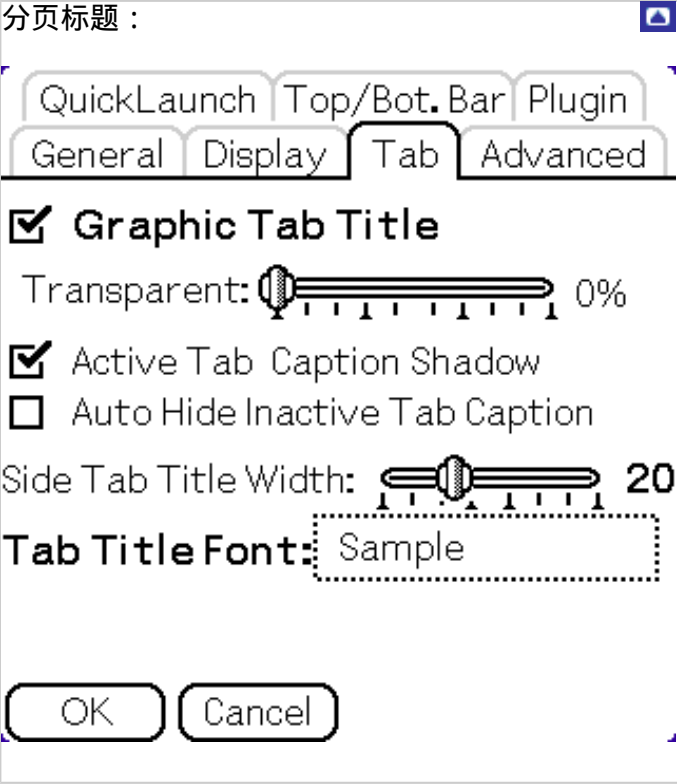 分页标题：
QuickLaunch Top/Bot. Bar Plugin
General Display Tab Advanced
Graphic Tab Title
Transparent: 0%
Active Tab Caption Shadow
Auto Hide Inactive Tab Caption
Side Tab Title Width: 20
Tab Title Font: Sample
OK Cancel